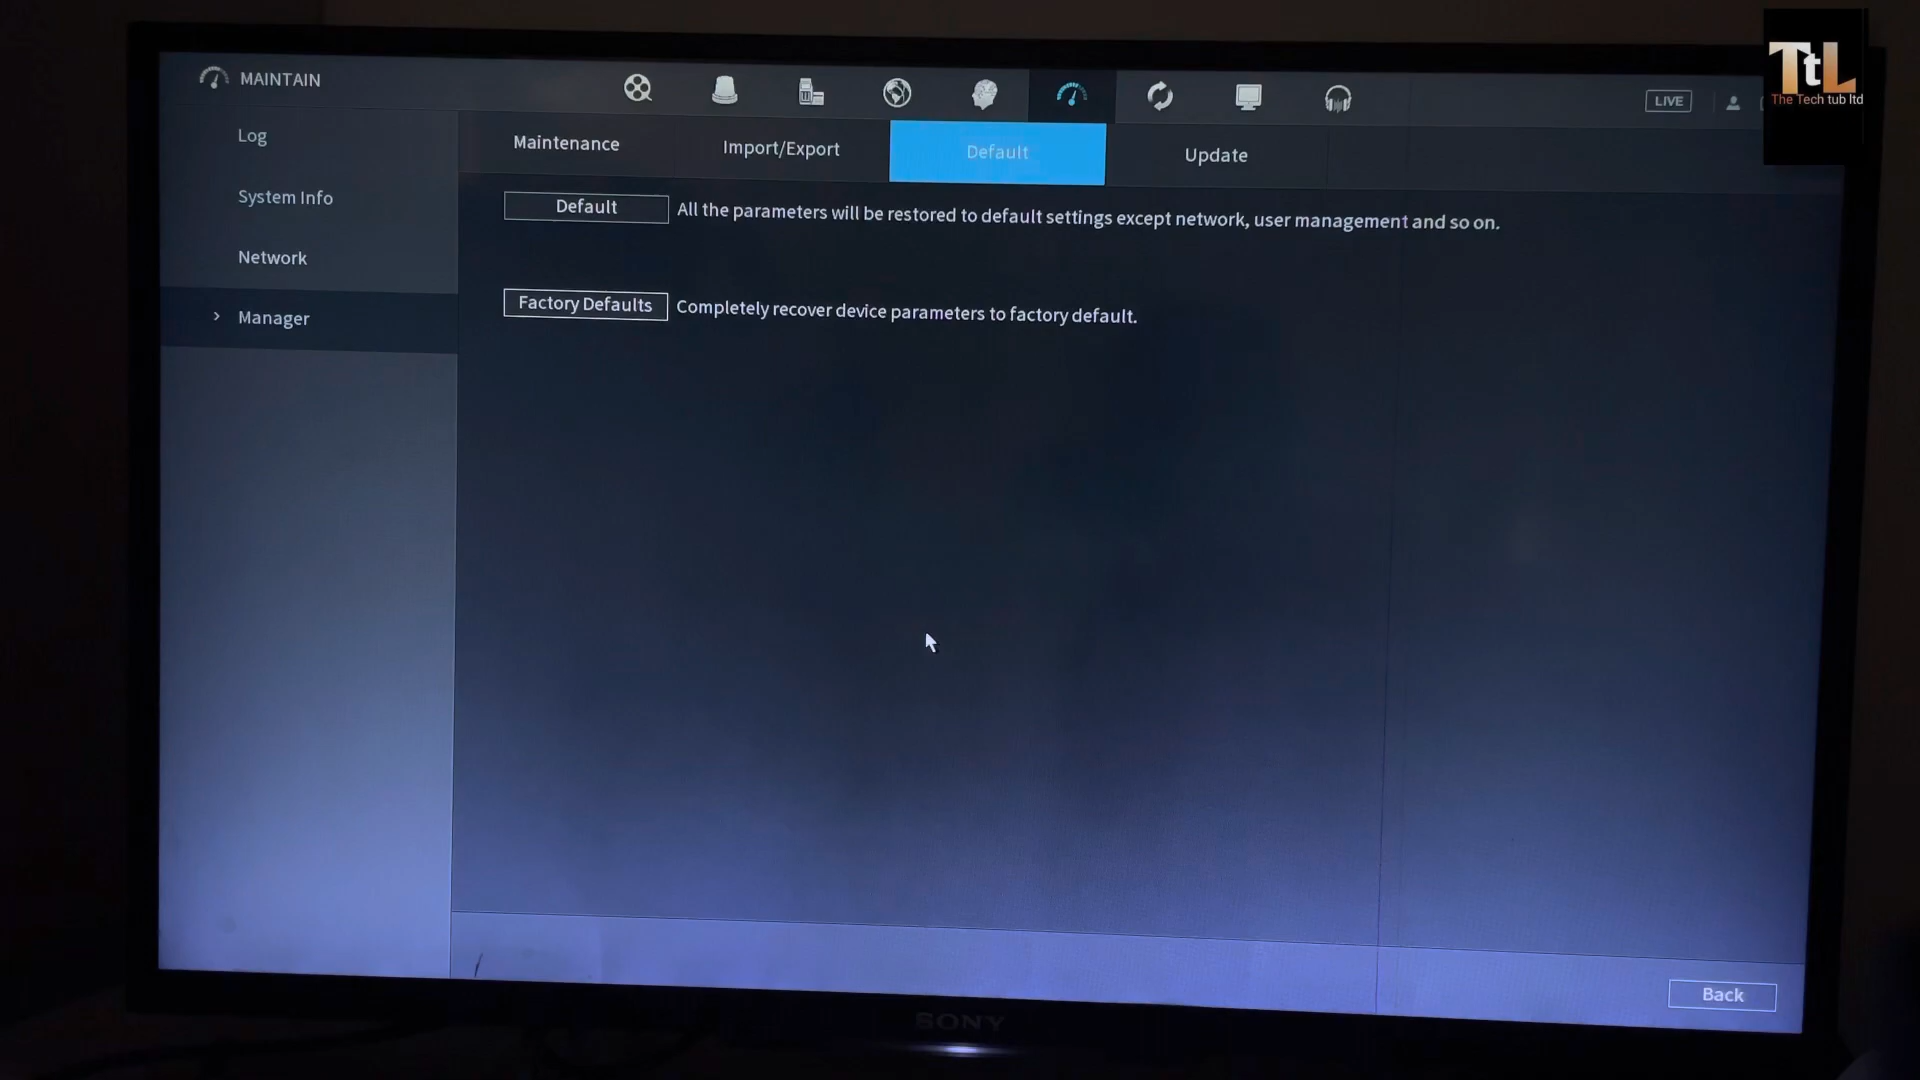 MAINTAIN
LIVE
TtL
The Tech tub ltd
Log
System Info
Network
Manager
Maintenance
Import/Export
Default
Update
Default All the parameters will be restored to default settings except network, user management and so on.
Factory Defaults Completely recover device parameters to factory default.
Back
SONY